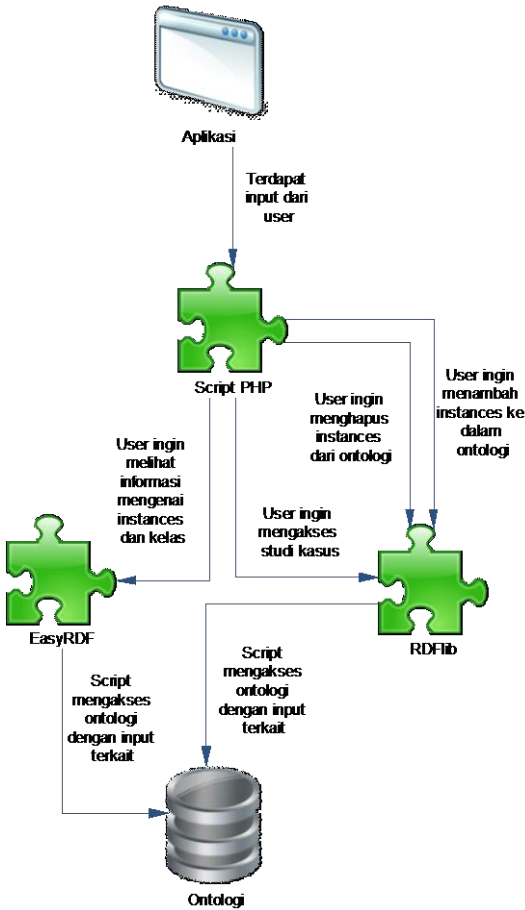 Aplikasi
Terdapat
input dari
user
Script PHP
User ingin
melihat
informasi
mengenai
instances
dan kelas
User ingin
mengakses
studi kasus
User ingin
menghapus
instances
dari ontologi
User ingin
menambah
instances ke
dalam
ontologi
EasyRDF
RDFlib
Script
mengakses
ontologi
dengan input
terkait
Script
mengakses
ontologi
dengan input
terkait
Ontologi